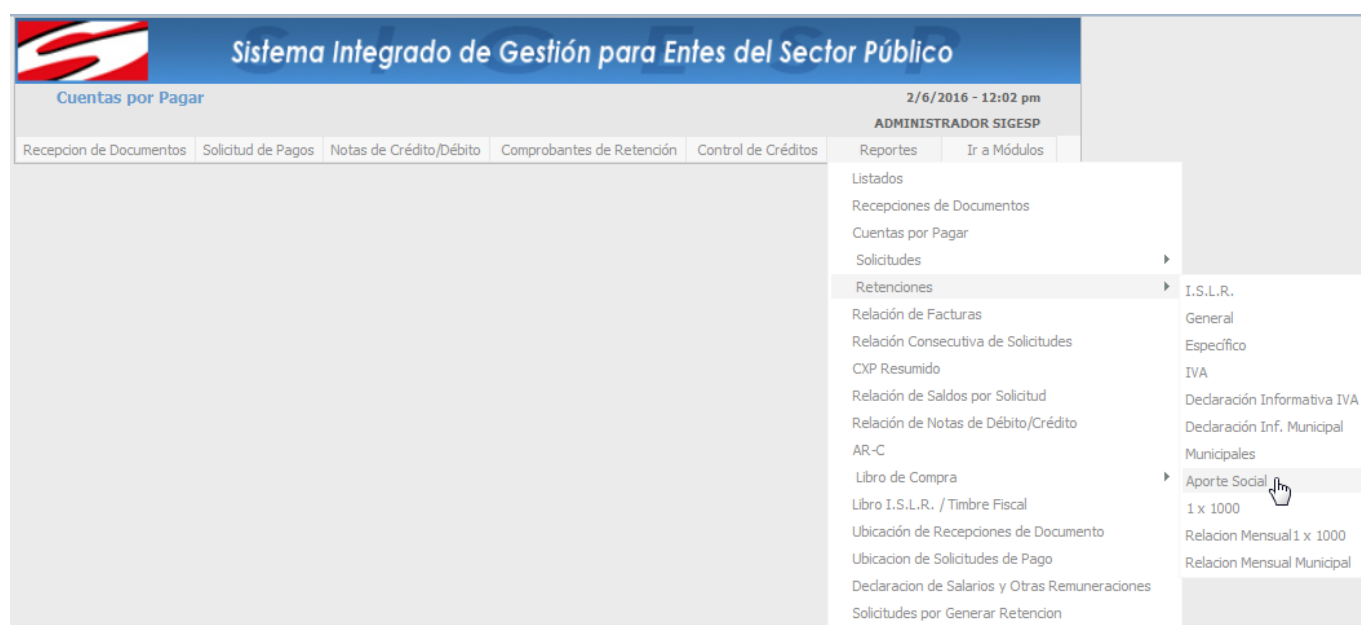 SIGESP
Sistema Integrado de Gestión para Entes del Sector Público
Cuentas por Pagar
2/6/2016 - 12:02 pm
ADMINISTRADOR SIGESP
Recepcion de Documentos Solicitud de Pagos Notas de Crédito/Débito Comprobantes de Retención Control de Créditos Reportes Ir a Módulos
Listados
Recepciones de Documentos
Cuentas por Pagar
Solicitudes
Retenciones
Relación de Facturas
Relación Consecutiva de Solicitudes
CXP Resumido
Relación de Saldos por Solicitud
Relación de Notas de Débito/Crédito
AR-C
Libro de Compra
Libro I.S.L.R. / Timbre Fiscal
Ubicación de Recepciones de Documento
Ubicacion de Solicitudes de Pago
Declaracion de Salarios y Otras Remuneraciones
Solicitudes por Generar Retencion
I.S.L.R.
General
Específico
IVA
Declaración Informativa IVA
Declaración Inf. Municipal
Municipales
Aporte Social
1 x 1000
Relacion Mensual1 x 1000
Relacion Mensual Municipal